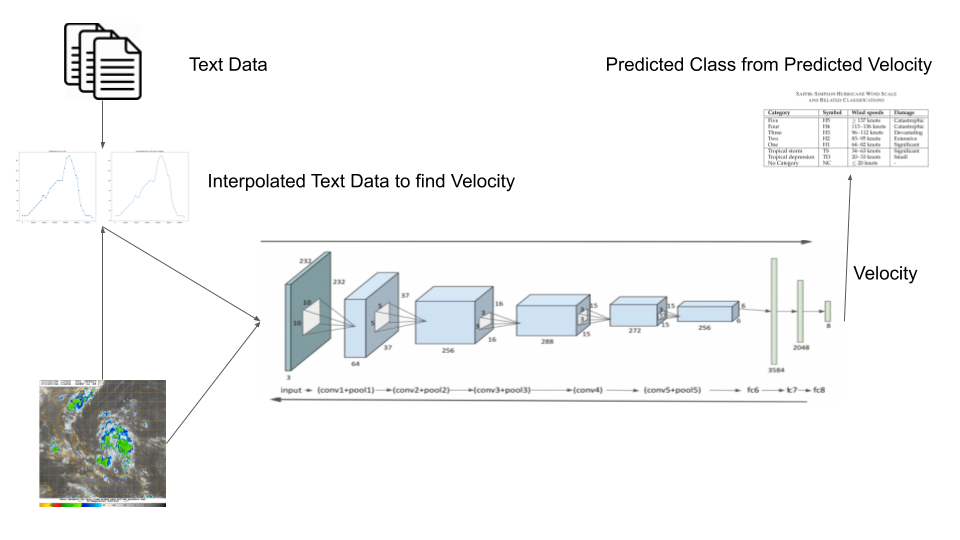 Text Data
Predicted Class from Predicted Velocity
SAFFIR-SIMPSON HURRICANE WIND SCALE
AND RELATED CLASSIFICATIONS
Category Symbol Wind speeds Damage
Five H5 ≥ 137 knots Catastrophic
Four H4 113–136 knots Catastrophic
Three H3 96–112 knots Devastating
Two H2 83–95 knots Extensive
One H1 64–82 knots Significant
Tropical storm TS 34–63 knots Significant
Tropical depression TD 20–33 knots Small
No Category NC ≤ 20 knots -
Interpolated Text Data to find Velocity
Velocity
232
232
10
10
3
5
5
37
37
64
3
3
16
16
256
3
3
15
15
288
15
15
272
6
6
256
3584
2048
8
input (conv1+pool1) (conv2+pool2) (conv3+pool3) (conv4) (conv5+pool5) fc6 fc7 fc8